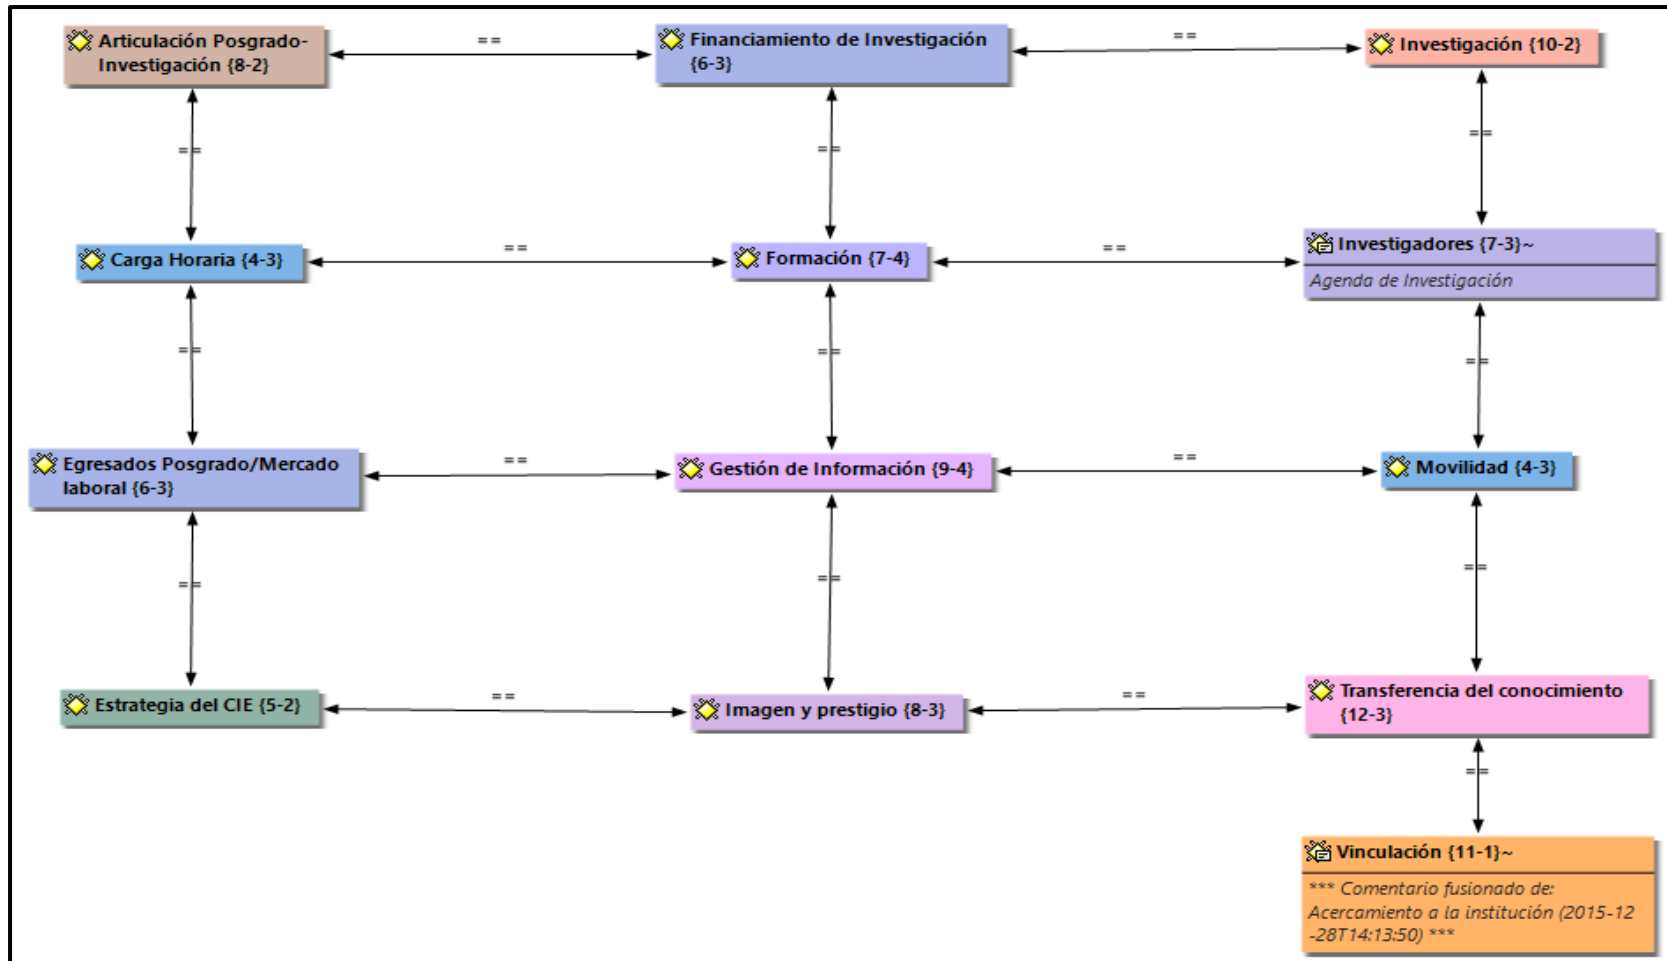 Articulación Posgrado-
Investigación {8-2}
==
Financiamiento de Investigación
{6-3}
==
Investigación {10-2}
==
==
==
Carga Horaria {4-3}
==
Formación {7-4}
==
Investigadores {7-3}~
Agenda de Investigación
==
==
==
Egresados Posgrado/Mercado
laboral {6-3}
==
Gestión de Información {9-4}
==
Movilidad {4-3}
==
==
==
Estrategia del CIE {5-2}
==
Imagen y prestigio {8-3}
==
Transferencia del conocimiento
{12-3}
==
Vinculación {11-1}~
*** Comentario fusionado de:
Acercamiento a la institución (2015-12
-28T14:13:50) ***